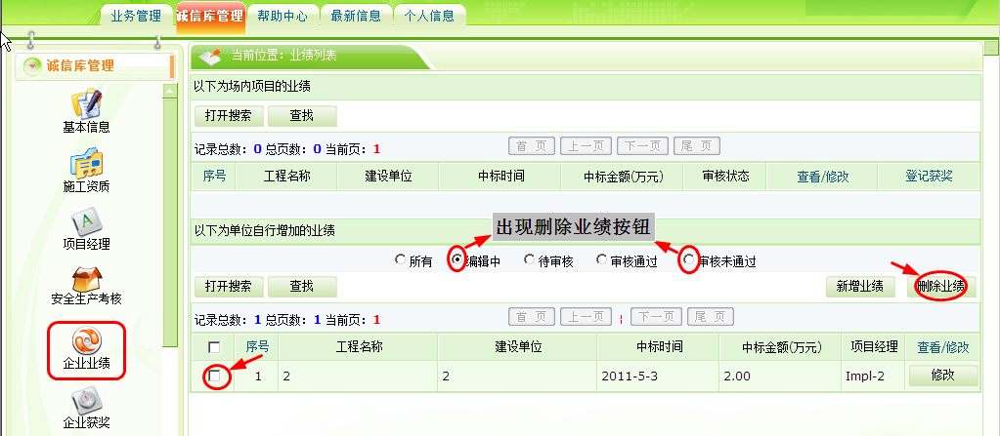 业务管理 诚信库管理 帮助中心 最新信息 个人信息
诚信库管理
基本信息
施工资质
项目经理
安全生产考核
企业业绩
企业获奖
当前位置：业绩列表
以下为场内项目的业绩
打开搜索 查找
记录总数：0 总页数：0 当前页：1 首 页 上一页 下一页 尾 页
序号 工程名称 建设单位 中标时间 中标金额(万元) 审核状态 查看/修改 登记获奖
出现删除业绩按钮
以下为单位自行增加的业绩
所有 编辑中 待审核 审核通过 审核未通过
打开搜索 查找 新增业绩 删除业绩
记录总数：1 总页数：1 当前页：1 首 页 上一页 ¦ 下一页 尾 页
序号 工程名称 建设单位 中标时间 中标金额(万元) 项目经理 查看/修改
1 2 2 2011-5-3 2.00 Impl-2 修改